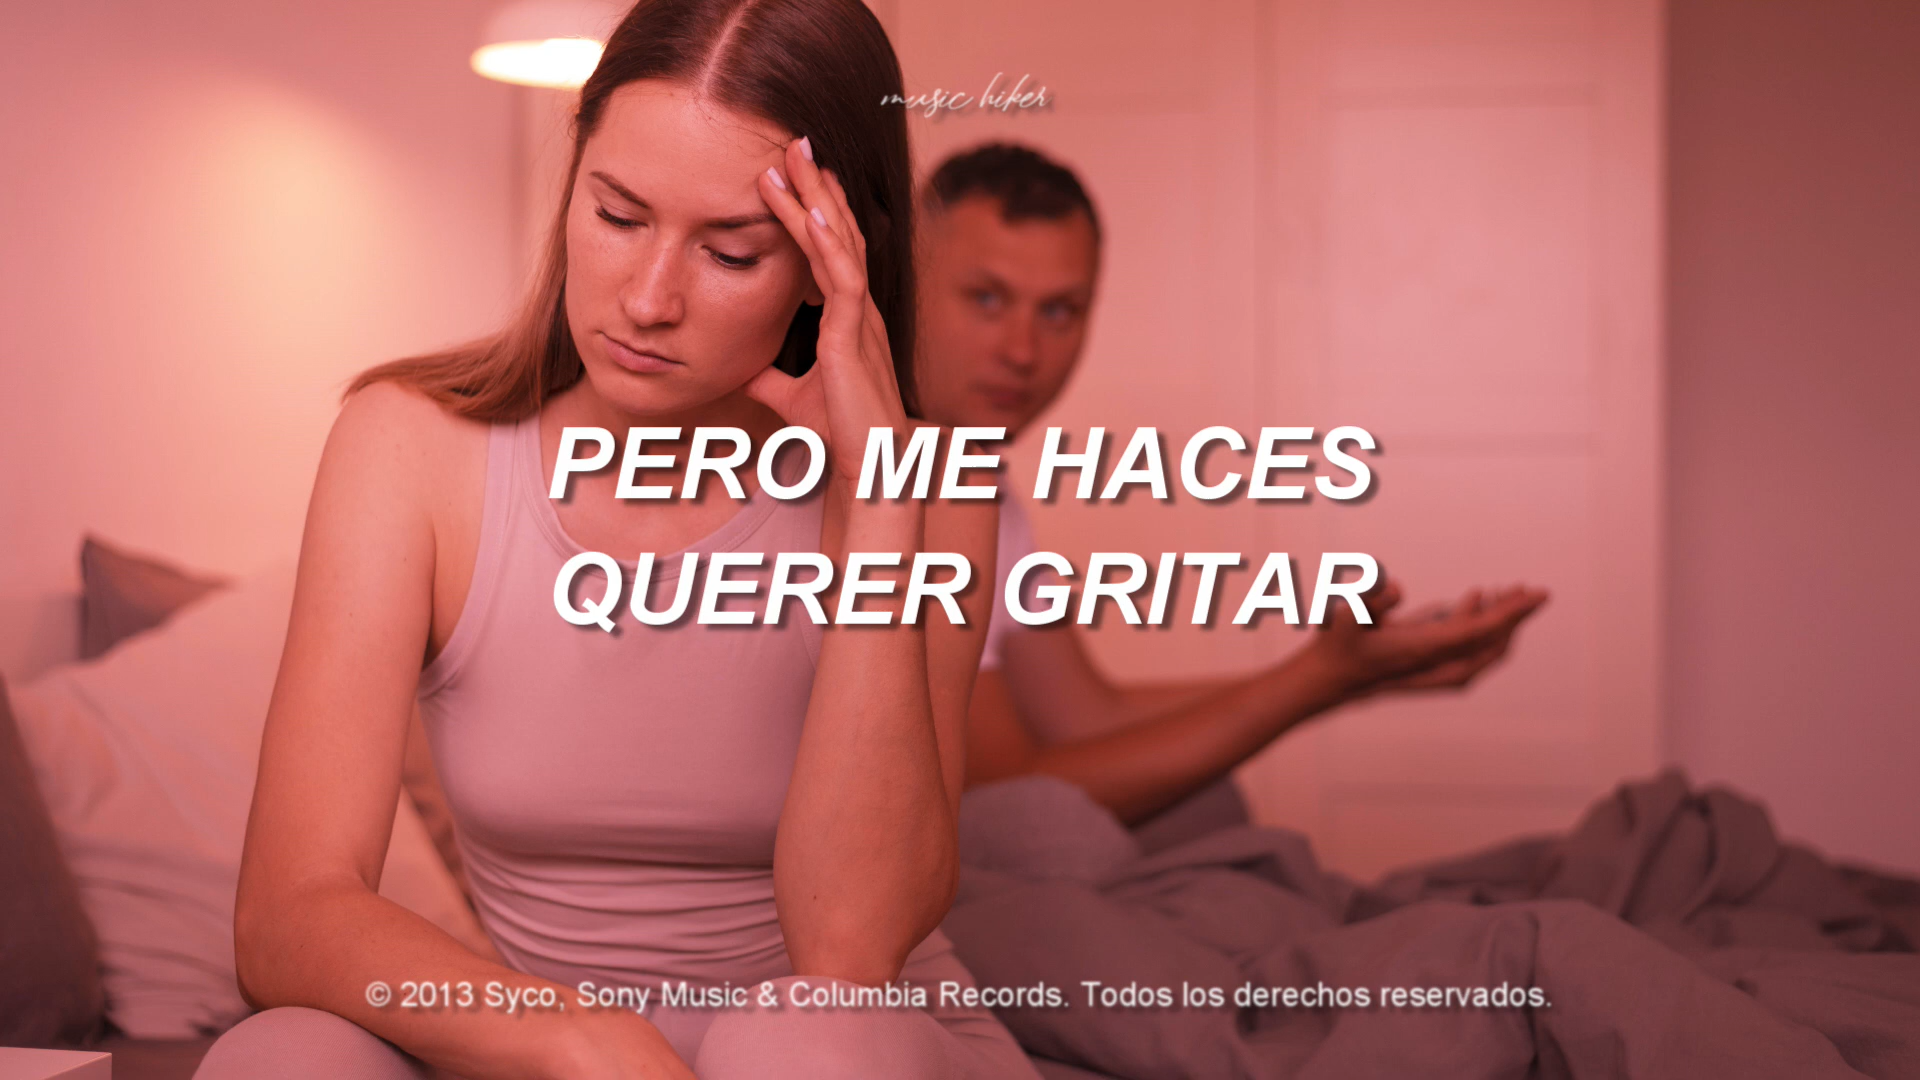 music hiker
PERO ME HACES
QUERER GRITAR
© 2013 Syco, Sony Music & Columbia Records. Todos los derechos reservados.